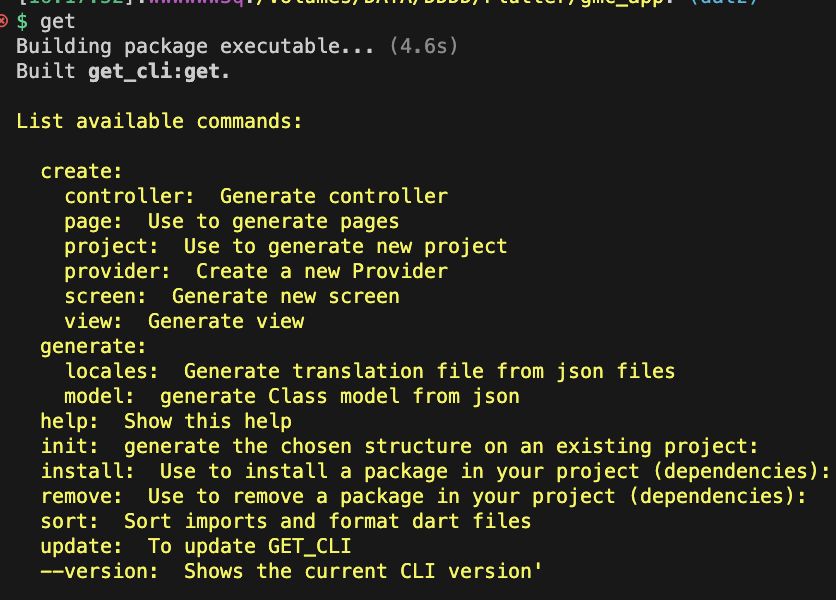 $ get
Building package executable... (4.6s)
Built get_cli:get.
List available commands:
create:
controller:  Generate controller
page:  Use to generate pages
project:  Use to generate new project
provider:  Create a new Provider
screen:  Generate new screen
view:  Generate view
generate:
locales:  Generate translation file from json files
model:  generate Class model from json
help:  Show this help
init:  generate the chosen structure on an existing project:
install:  Use to install a package in your project (dependencies):
remove:  Use to remove a package in your project (dependencies):
sort:  Sort imports and format dart files
update:  To update GET_CLI
--version:  Shows the current CLI version'